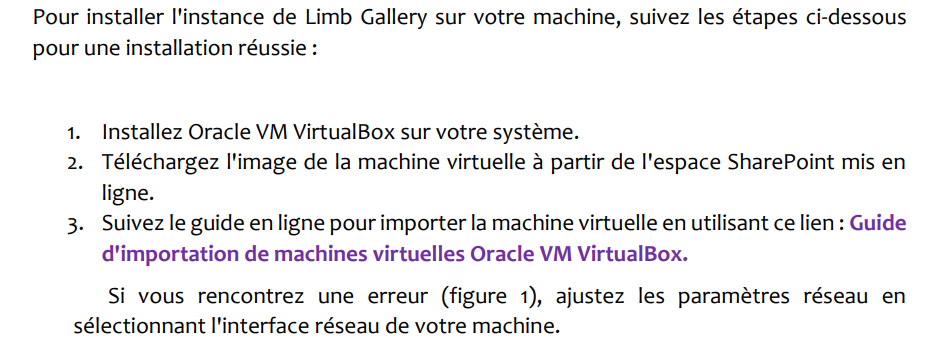 Pour installer l'instance de Limb Gallery sur votre machine, suivez les étapes ci-dessous
pour une installation réussie :
1. Installez Oracle VM VirtualBox sur votre système.
2. Téléchargez l'image de la machine virtuelle à partir de l'espace SharePoint mis en
ligne.
3. Suivez le guide en ligne pour importer la machine virtuelle en utilisant ce lien : Guide
d'importation de machines virtuelles Oracle VM VirtualBox.
Si vous rencontrez une erreur (figure 1), ajustez les paramètres réseau en
sélectionnant l'interface réseau de votre machine.